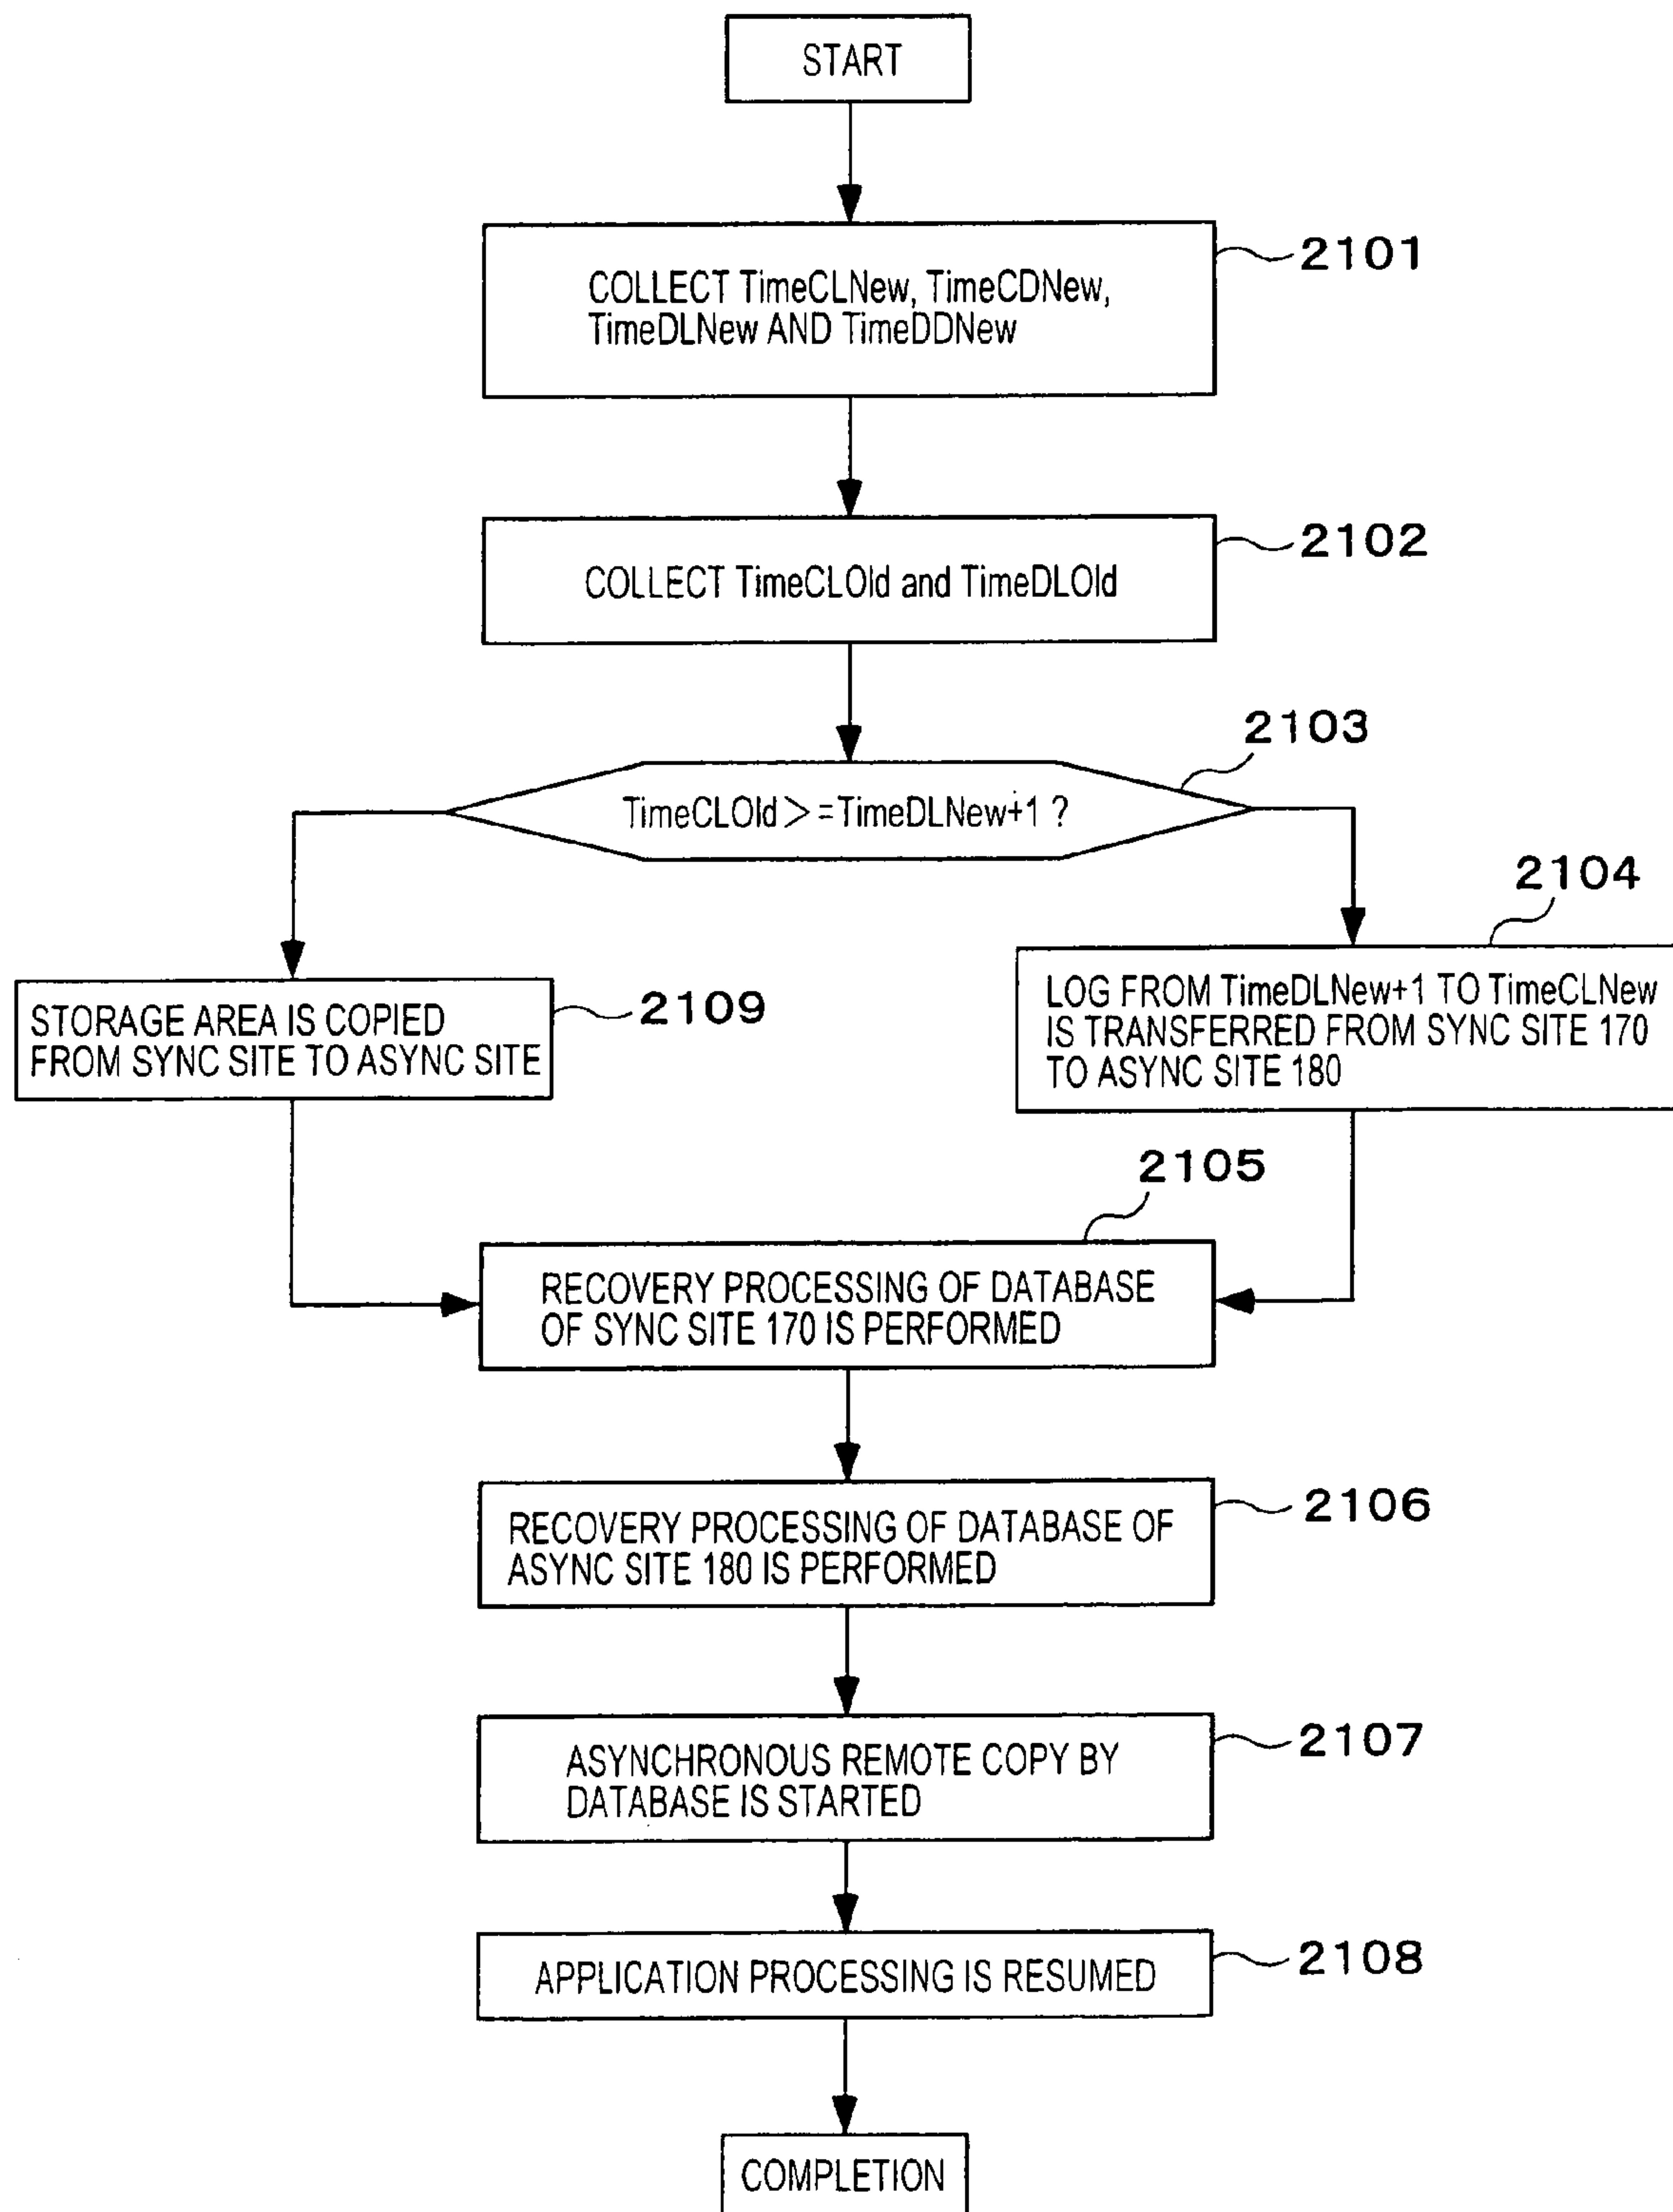 START
2101
COLLECT TimeCLNew, TimeCDNew,
TimeDLNew AND TimeDDNew
2102
COLLECT TimeCLOld and TimeDLOld
2103
TimeCLOld >= TimeDLNew+1 ?
2104
LOG FROM TimeDLNew+1 TO TimeCLNew
IS TRANSFERRED FROM SYNC SITE 170
TO ASYNC SITE 180
2109
STORAGE AREA IS COPIED
FROM SYNC SITE TO ASYNC SITE
2105
RECOVERY PROCESSING OF DATABASE
OF SYNC SITE 170 IS PERFORMED
2106
RECOVERY PROCESSING OF DATABASE OF
ASYNC SITE 180 IS PERFORMED
2107
ASYNCHRONOUS REMOTE COPY BY
DATABASE IS STARTED
2108
APPLICATION PROCESSING IS RESUMED
COMPLETION